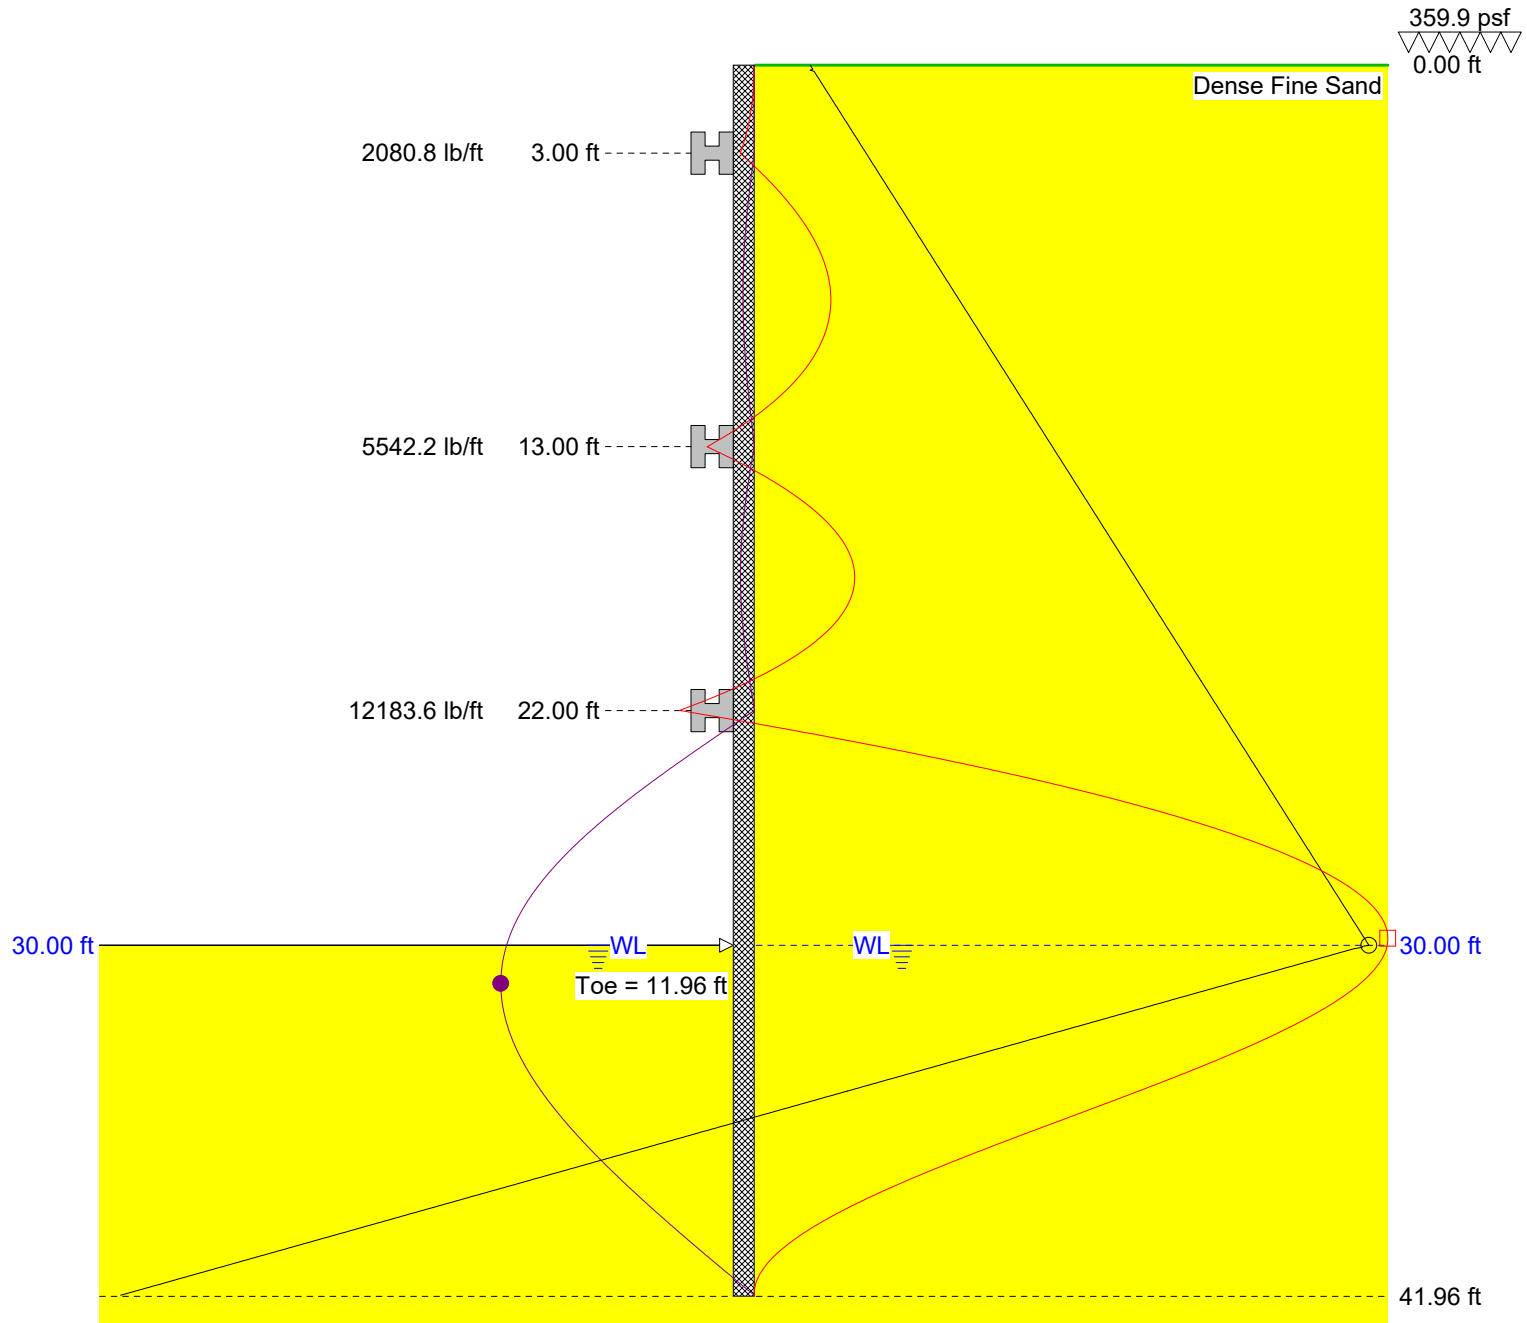 359.9 psf
0.00 ft
Dense Fine Sand
2080.8 lb/ft 3.00 ft
5542.2 lb/ft 13.00 ft
12183.6 lb/ft 22.00 ft
30.00 ft WL WL 30.00 ft
Toe = 11.96 ft
41.96 ft